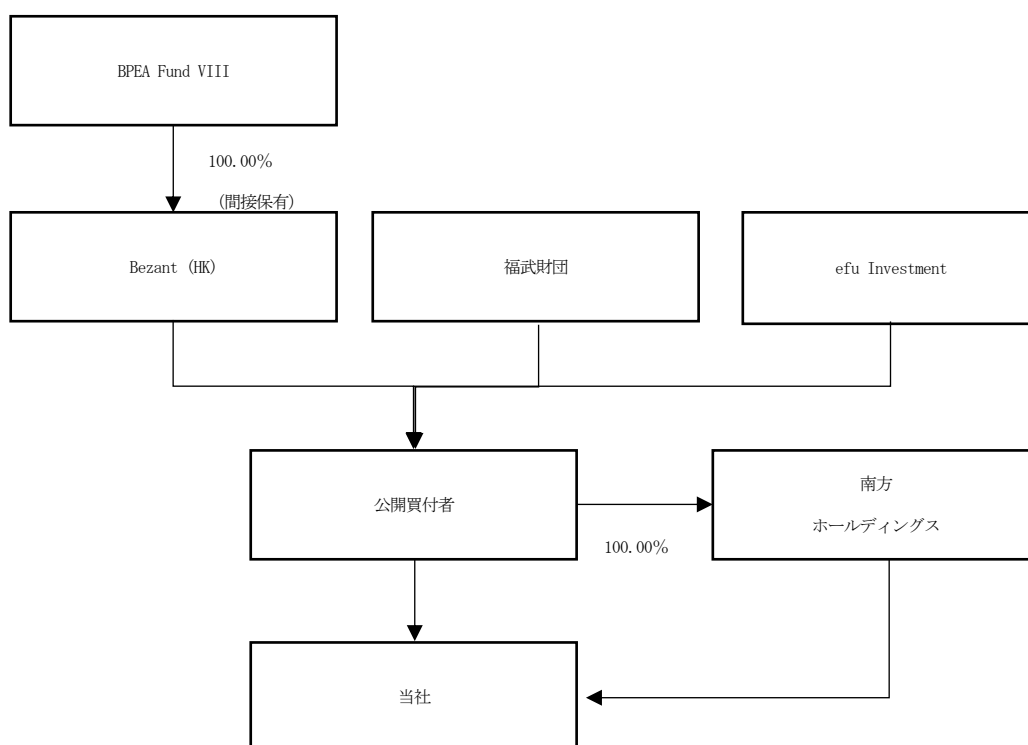 BPEA Fund VIII
100.00%
(間接保有)
Bezant (HK)
福武財団
efu Investment
公開買付者
南方
ホールディングス
100.00%
当社